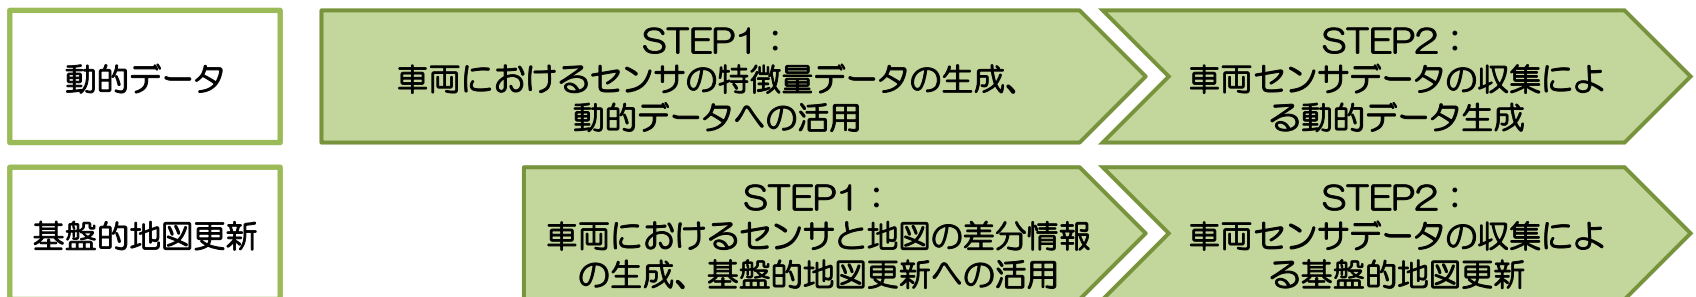 動的データ
STEP1：
車両におけるセンサの特徴量データの生成、
動的データへの活用
STEP2：
車両センサデータの収集によ
る動的データ生成
基盤的地図更新
STEP1：
車両におけるセンサと地図の差分情報
の生成、基盤的地図更新への活用
STEP2：
車両センサデータの収集によ
る基盤的地図更新